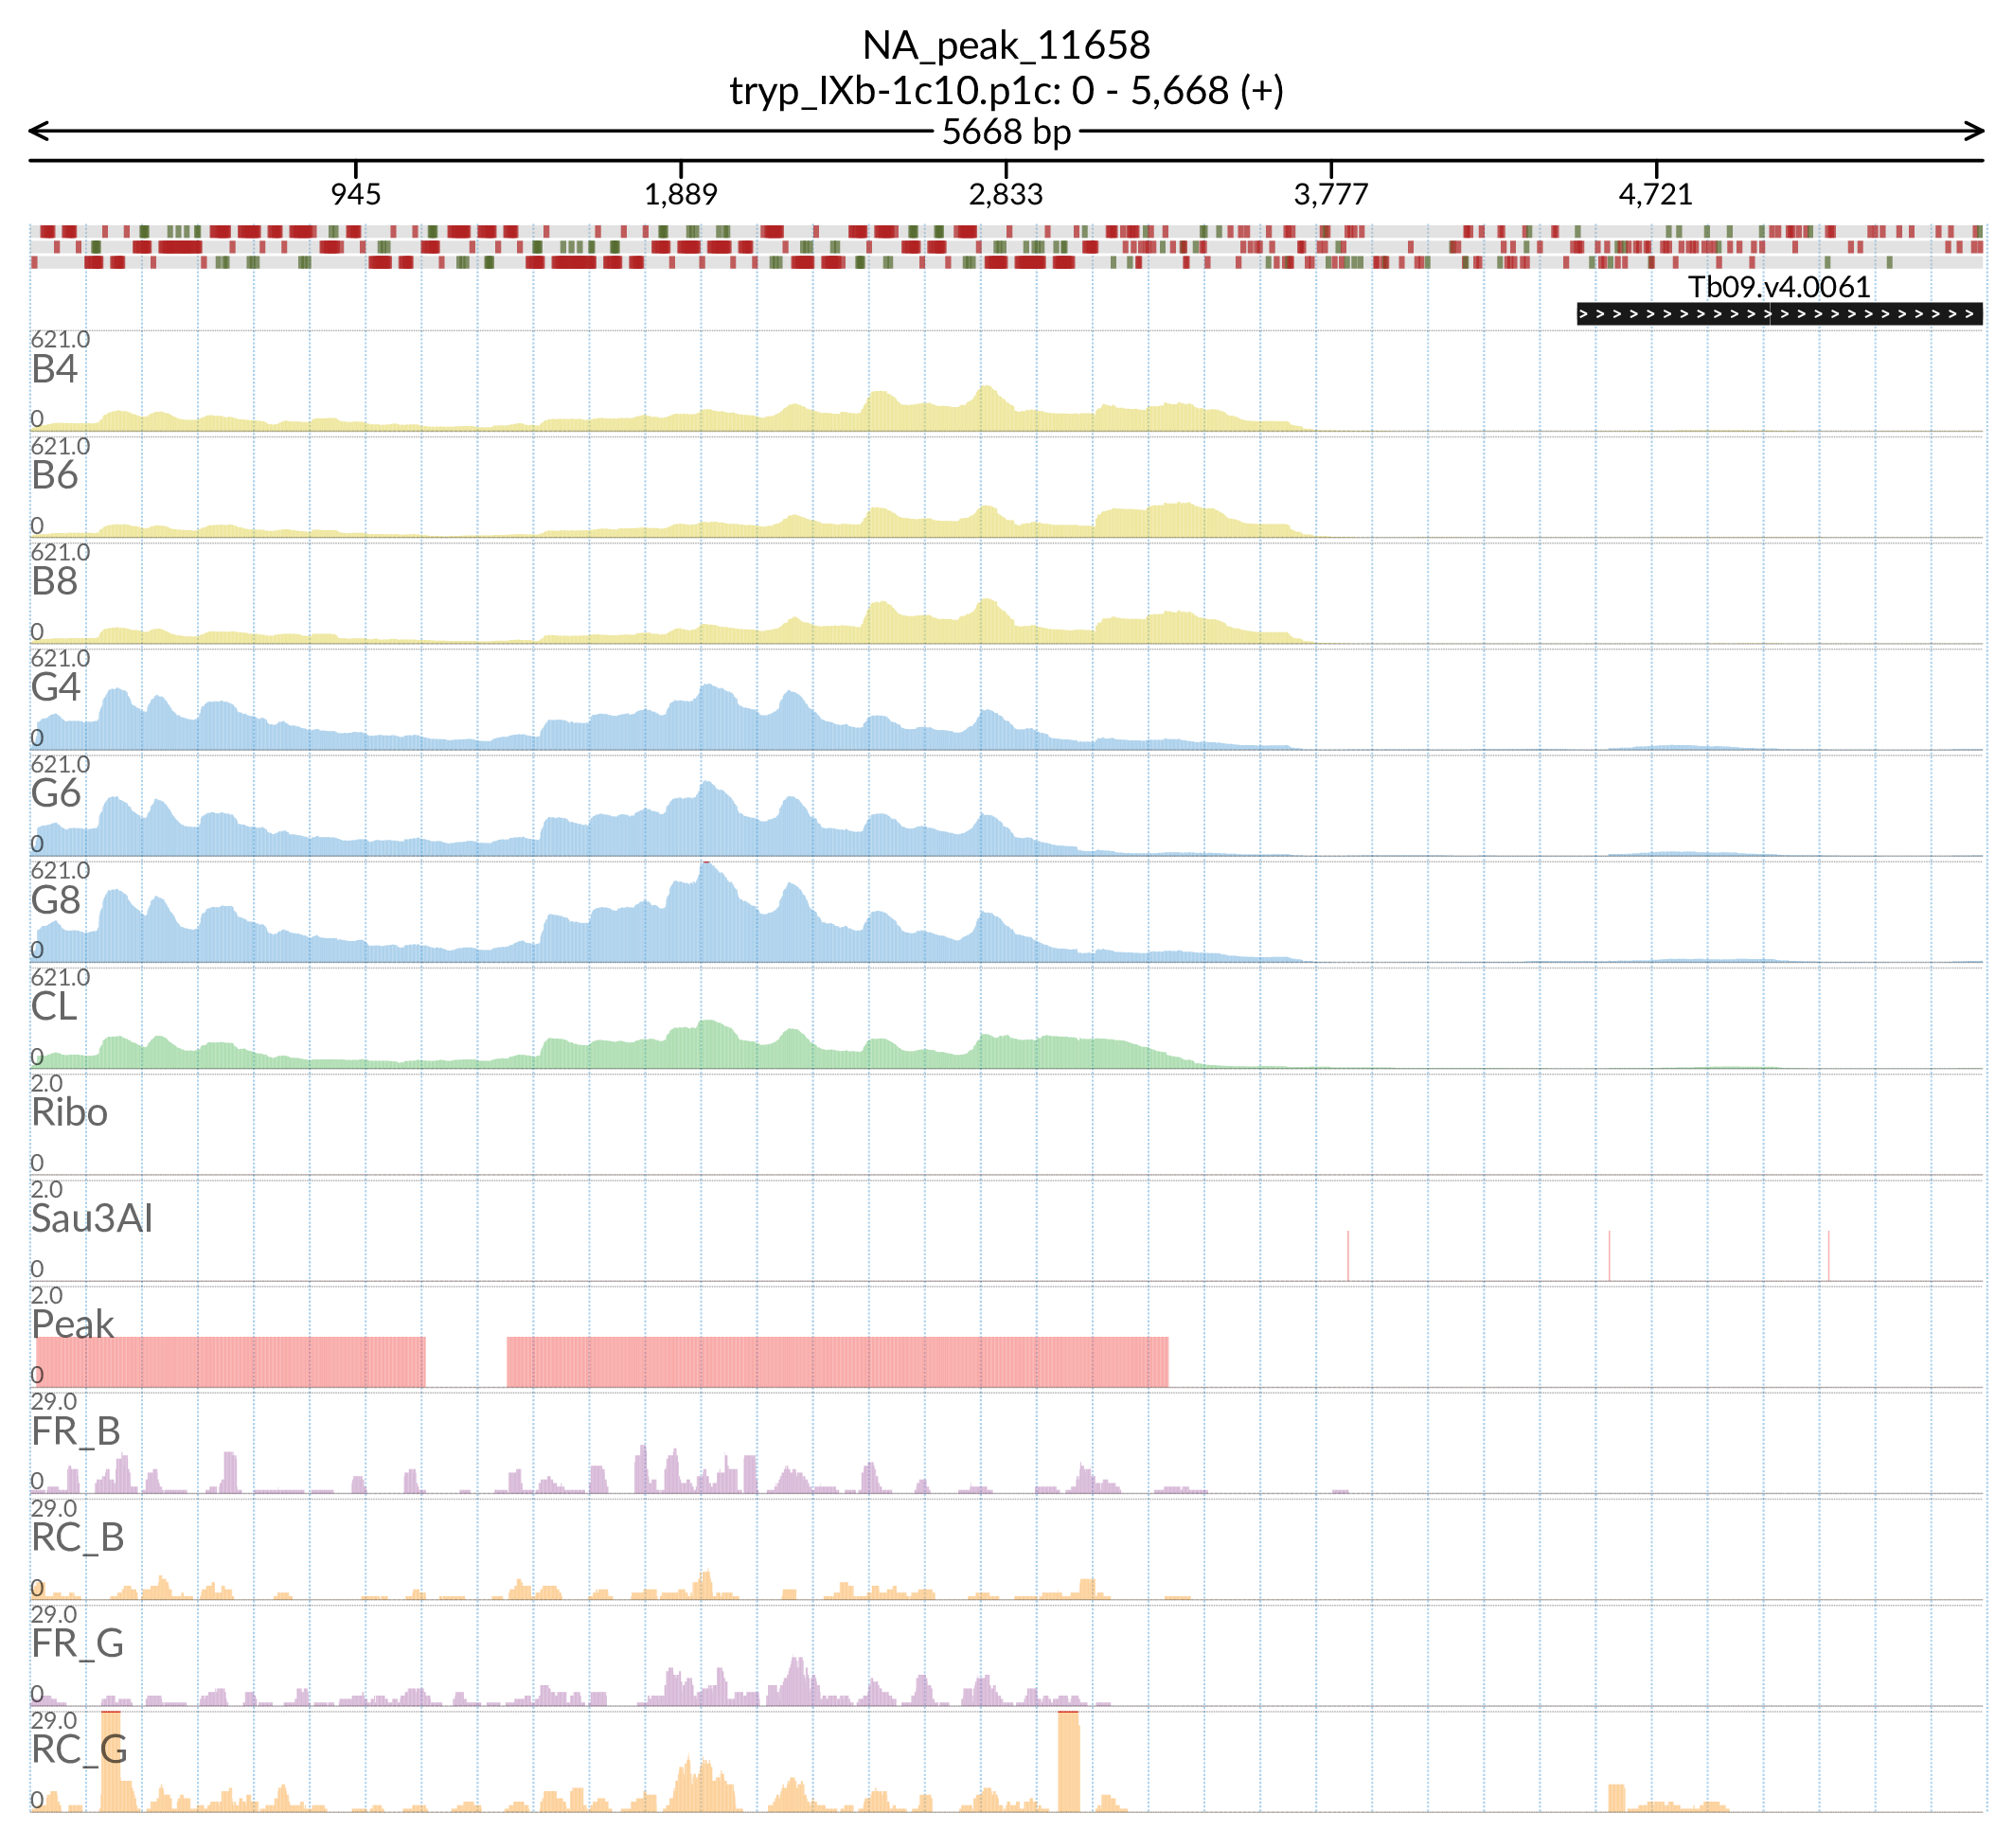 NA_peak_11658
tryp_IXb-1c10.p1c: 0 - 5,668 (+)
5668 bp
945 1,889 2,833 3,777 4,721
Tb09.v4.0061
621.0
B4
0
621.0
B6
0
621.0
B8
0
621.0
G4
0
621.0
G6
0
621.0
G8
0
621.0
CL
0
2.0
Ribo
0
2.0
Sau3AI
0
2.0
Peak
0
29.0
FR_B
0
29.0
RC_B
0
29.0
FR_G
0
29.0
RC_G
0